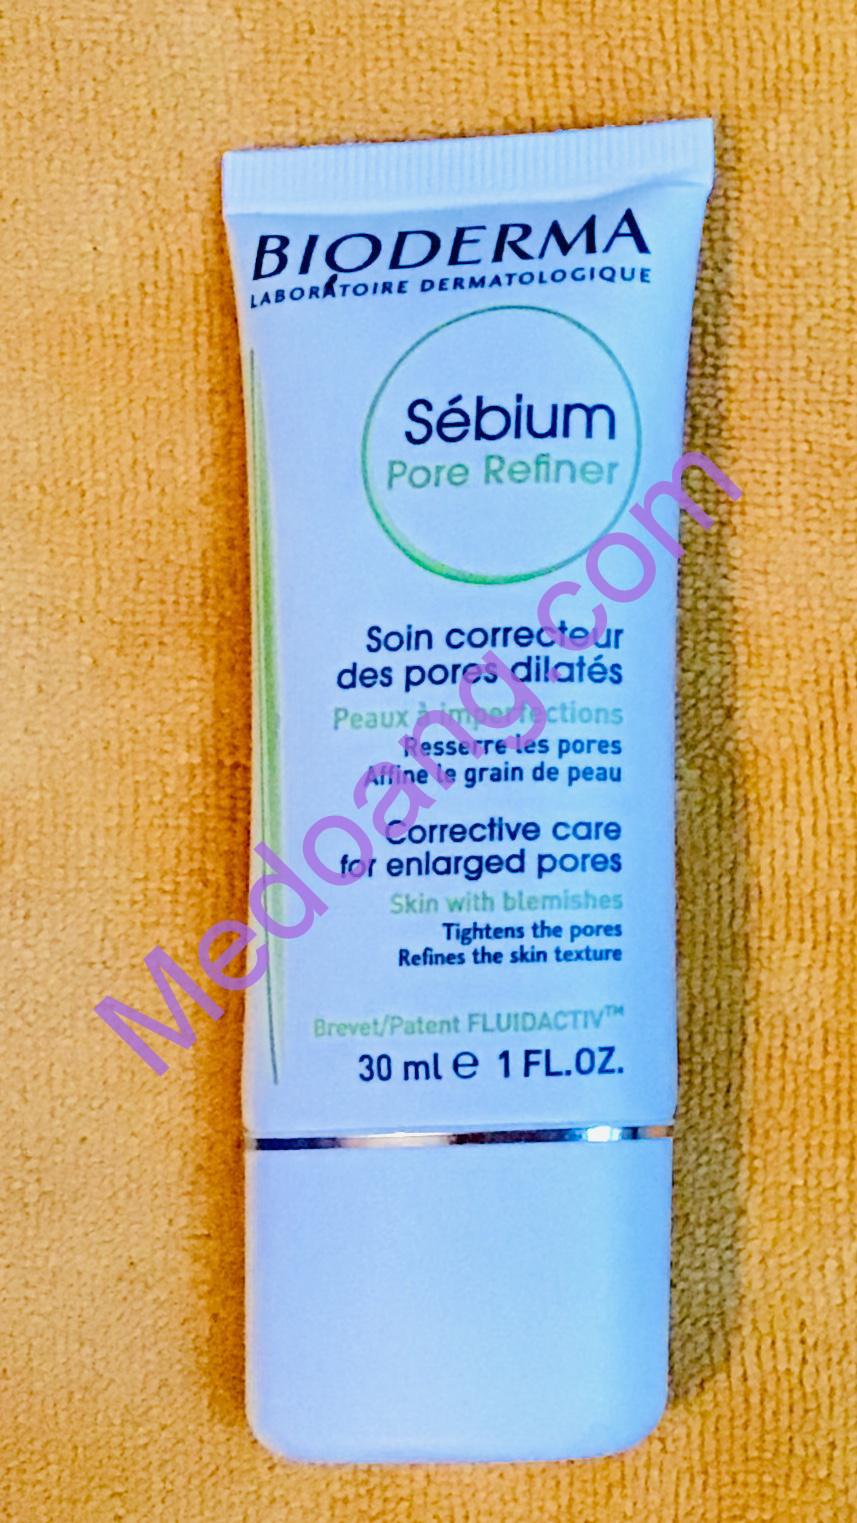 BIODERMA
LABORATOIRE DERMATOLOGIQUE
Sébium
Pore Refiner
Soin correcteur
des pores dilatés
Peaux à imperfections
Resserre les pores
Affine le grain de peau
Corrective care
for enlarged pores
Skin with blemishes
Tightens the pores
Refines the skin texture
Brevet/Patent FLUIDACTIV™
30 ml ℮ 1 FL.OZ.
Medoang.com